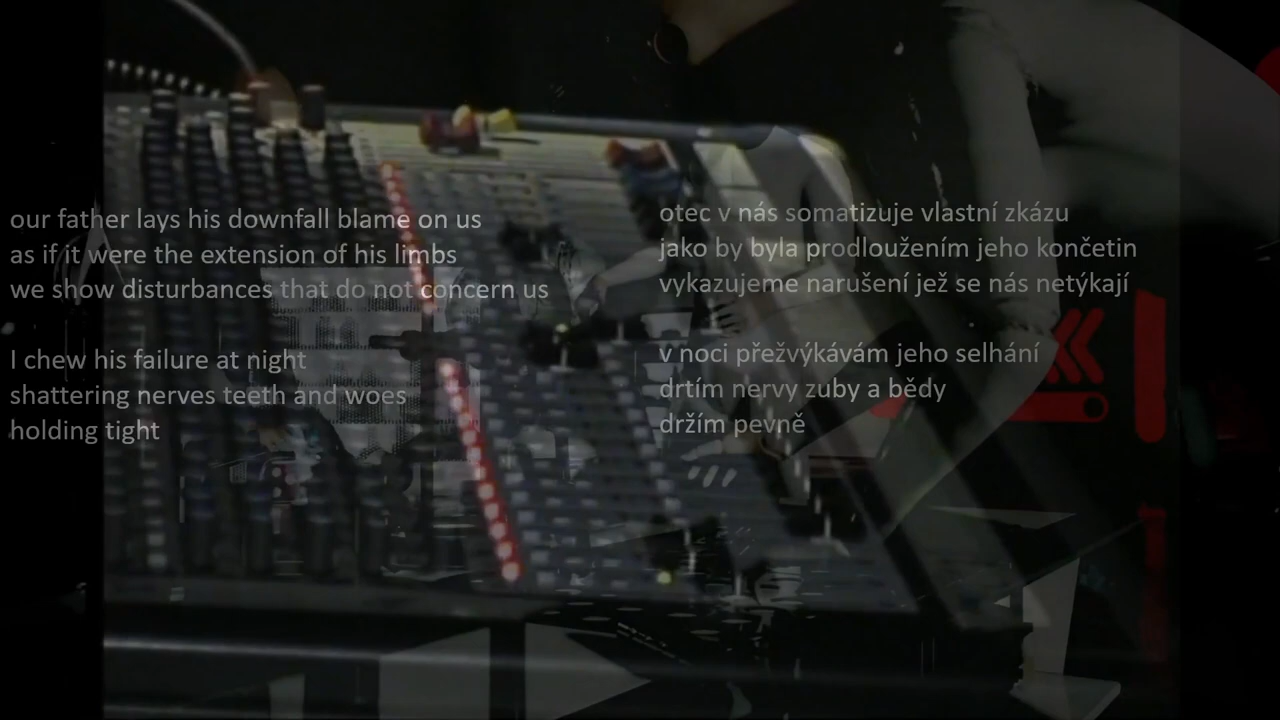 our father lays his downfall blame on us
as if it were the extension of his limbs
we show disturbances that do not concern us
I chew his failure at night
shattering nerves teeth and woes
holding tight
otec v nás somatizuje vlastní zkázu
jako by byla prodloužením jeho končetin
vykazujeme narušení jež se nás netýkají
v noci přežvýkávám jeho selhání
drtím nervy zuby a bědy
držím pevně